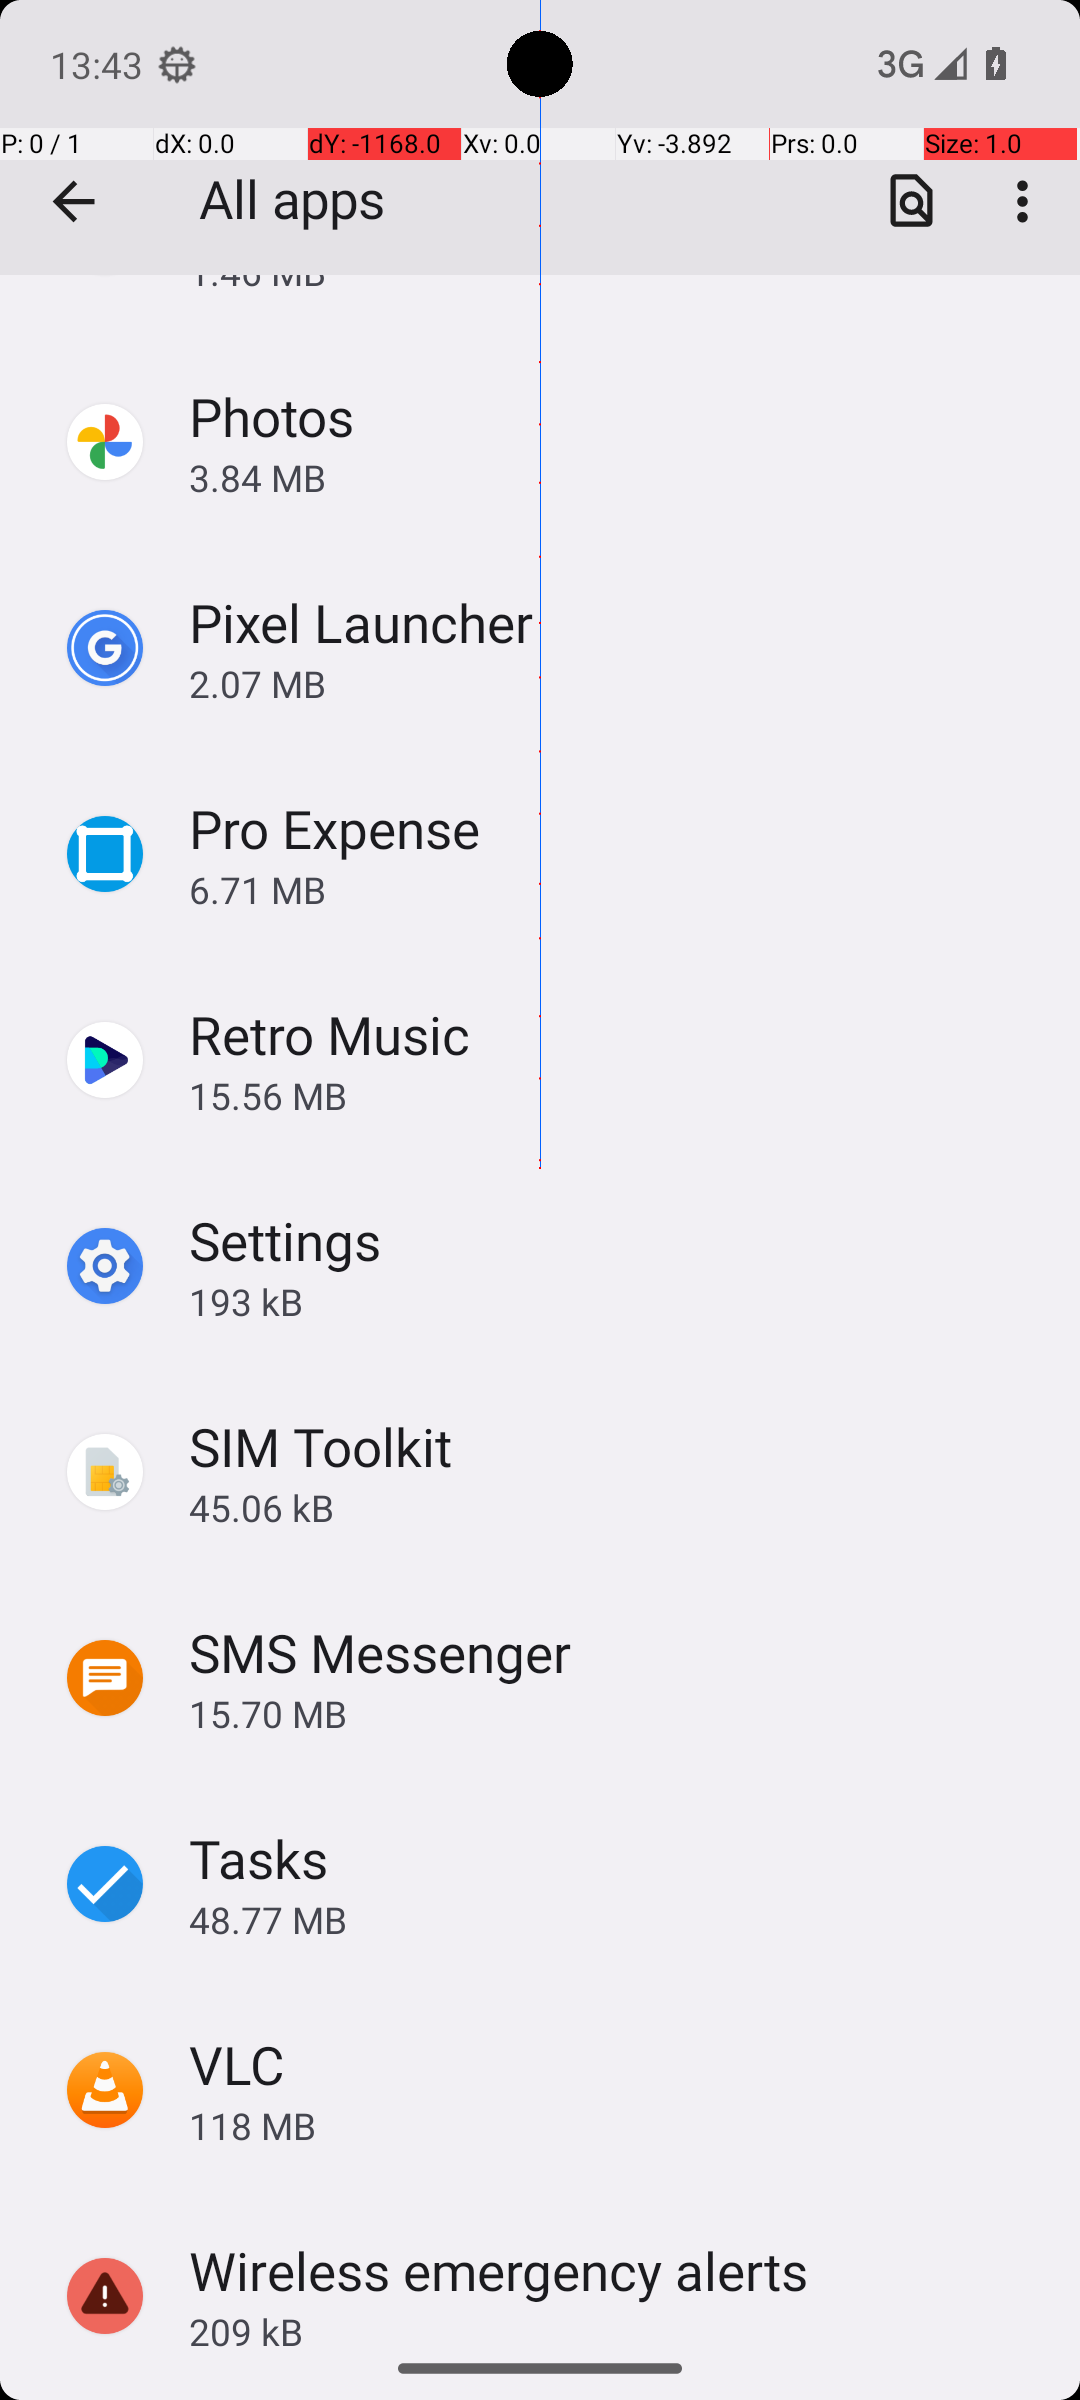 13:43
3G
P: 0 / 1 dX: 0.0 dY: -1168.0 Xv: 0.0 Yv: -3.892 Prs: 0.0 Size: 1.0
All apps
1.46 MB
Photos
3.84 MB
Pixel Launcher
2.07 MB
Pro Expense
6.71 MB
Retro Music
15.56 MB
Settings
193 kB
SIM Toolkit
45.06 kB
SMS Messenger
15.70 MB
Tasks
48.77 MB
VLC
118 MB
Wireless emergency alerts
209 kB